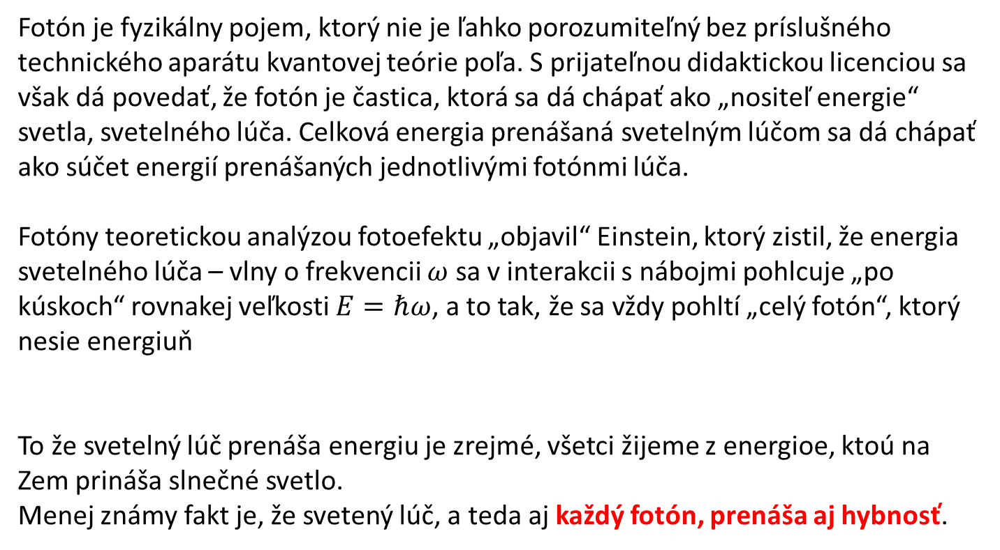 Fotón je fyzikálny pojem, ktorý nie je ľahko porozumiteľný bez príslušného
technického aparátu kvantovej teórie poľa. S prijateľnou didaktickou licenciou sa
však dá povedať, že fotón je častica, ktorá sa dá chápať ako „nositeľ energie“
svetla, svetelného lúča. Celková energia prenášaná svetelným lúčom sa dá chápať
ako súčet energií prenášaných jednotlivými fotónmi lúča.
Fotóny teoretickou analýzou fotoefektu „objavil“ Einstein, ktorý zistil, že energia
svetelného lúča – vlny o frekvencii ω sa v interakcii s nábojmi pohlcuje „po
kúskoch“ rovnakej veľkosti E = ℏω, a to tak, že sa vždy pohltí „celý fotón“, ktorý
nesie energiuň
To že svetelný lúč prenáša energiu je zrejmé, všetci žijeme z energioe, ktoú na
Zem prináša slnečné svetlo.
Menej známy fakt je, že svetený lúč, a teda aj každý fotón, prenáša aj hybnosť.